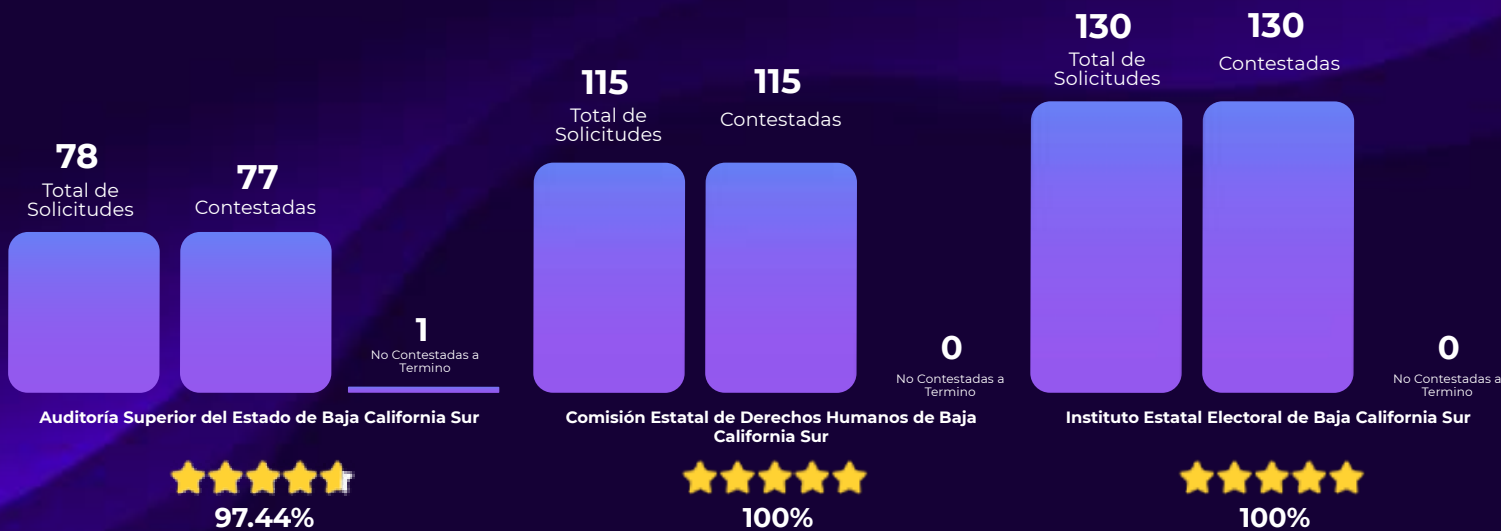 78
Total de
Solicitudes
77
Contestadas
1
No Contestadas a
Termino
Auditoría Superior del Estado de Baja California Sur
97.44%
115
Total de
Solicitudes
115
Contestadas
0
No Contestadas a
Termino
Comisión Estatal de Derechos Humanos de Baja
California Sur
100%
130
Total de
Solicitudes
130
Contestadas
0
No Contestadas a
Termino
Instituto Estatal Electoral de Baja California Sur
100%